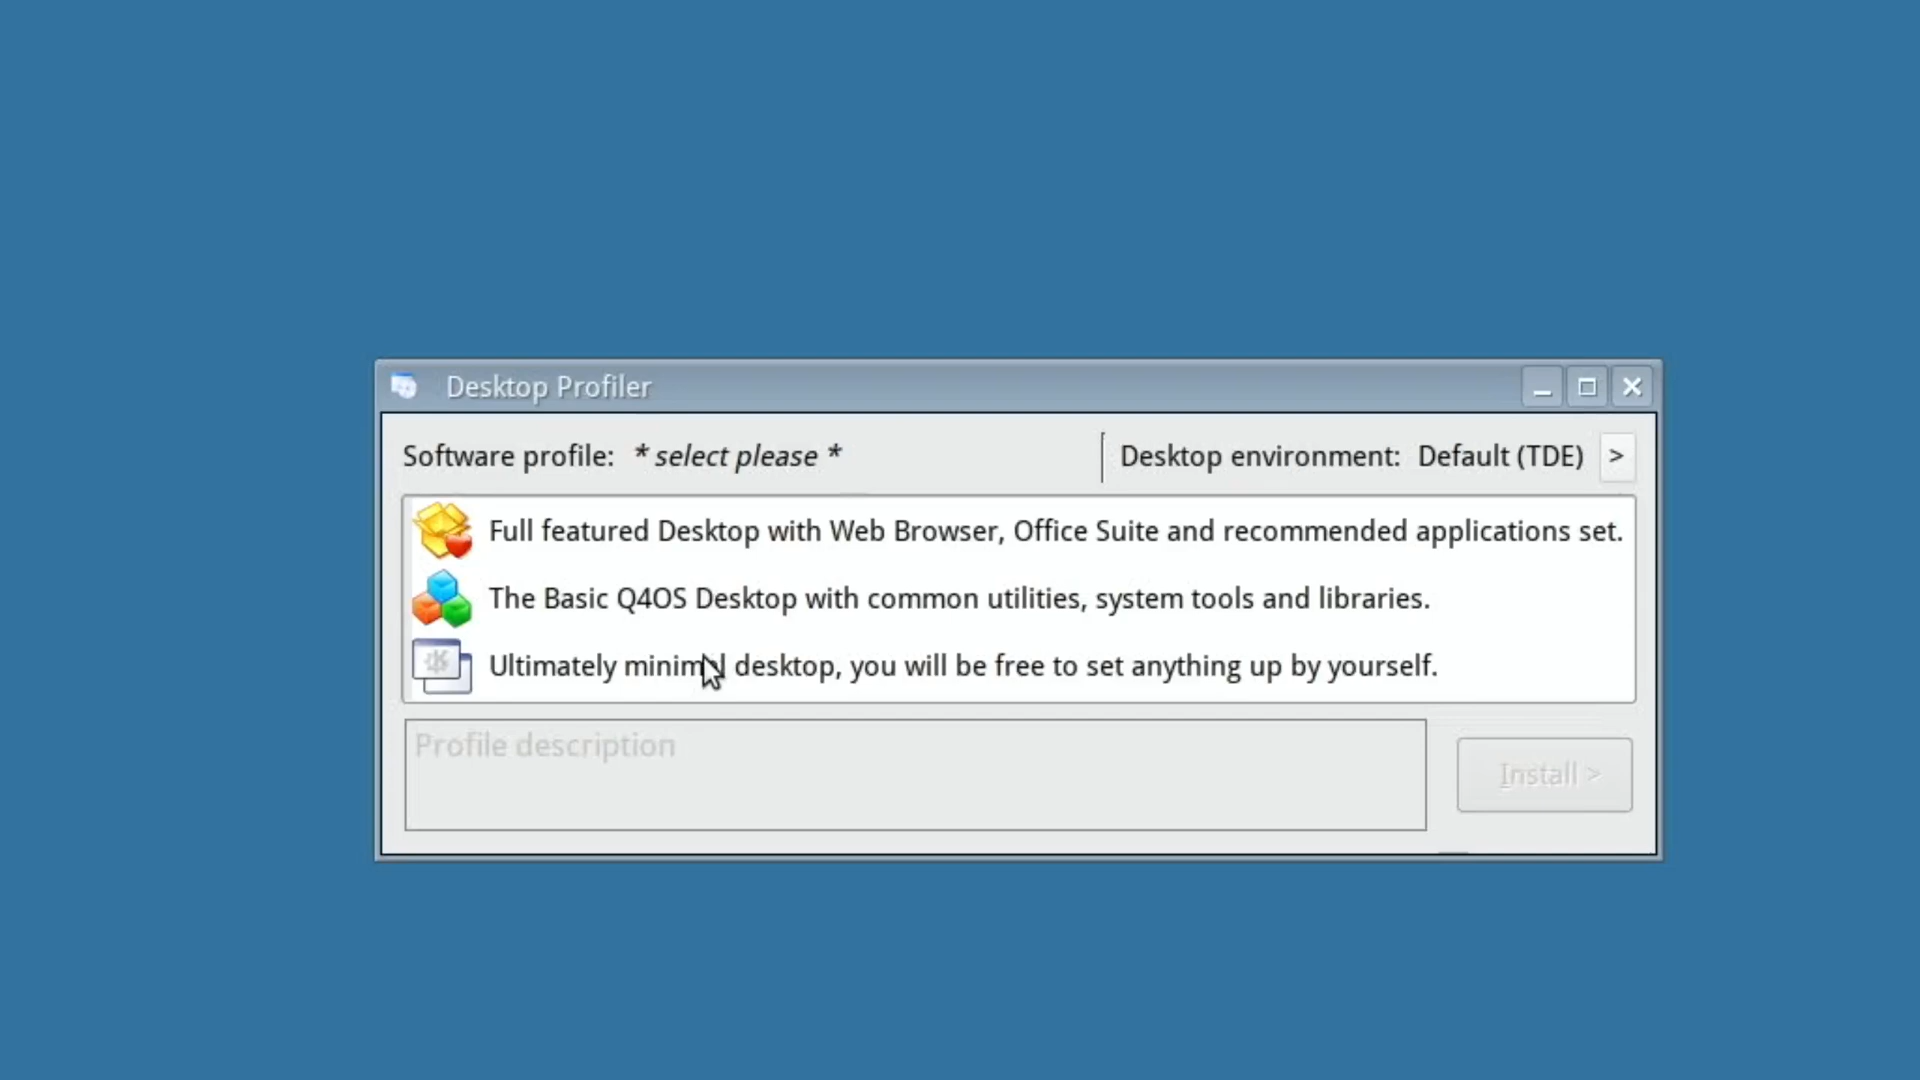 Desktop Profiler
Software profile: * select please * Desktop environment: Default (TDE) >
Full featured Desktop with Web Browser, Office Suite and recommended applications set.
The Basic Q4OS Desktop with common utilities, system tools and libraries.
Ultimately minimal desktop, you will be free to set anything up by yourself.
Profile description
Install >